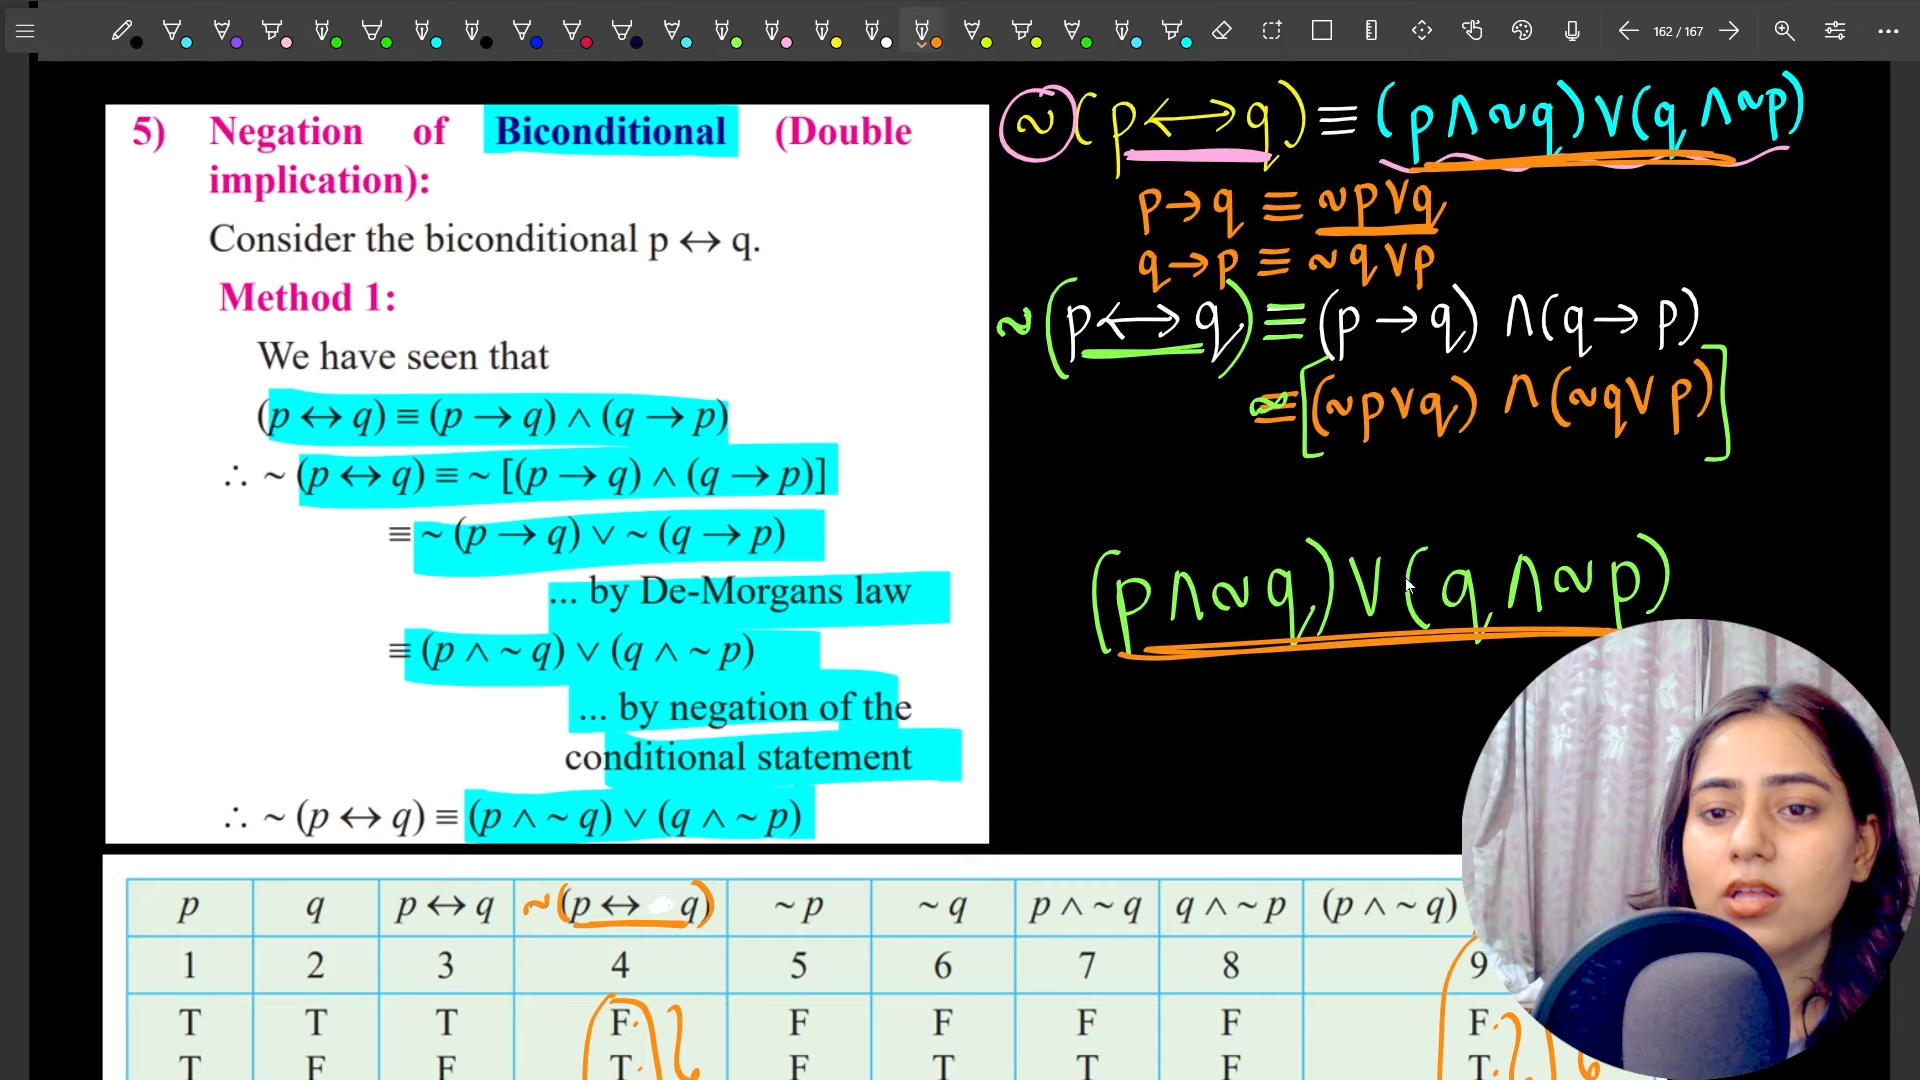 162 / 167
5) Negation of Biconditional (Double
implication):
Consider the biconditional p ↔ q.
Method 1:
We have seen that
(p ↔ q) ≡ (p → q) ∧ (q → p)
∴ ~ (p ↔ q) ≡ ~ [(p → q) ∧ (q → p)]
≡ ~ (p → q) ∨ ~ (q → p)
... by De-Morgans law
≡ (p ∧ ~ q) ∨ (q ∧ ~ p)
... by negation of the
conditional statement
∴ ~ (p ↔ q) ≡ (p ∧ ~ q) ∨ (q ∧ ~ p)
~(p ↔ q) ≡ (p ∧ ~q) ∨ (q ∧ ~p)
p → q ≡ ~p ∨ q
q → p ≡ ~q ∨ p
~(p ↔ q) ≡ (p → q) ∧ (q → p)
≡ [(~p ∨ q) ∧ (~q ∨ p)]
(p ∧ ~q) ∨ (q ∧ ~p)
p q p ↔ q ~(p ↔ q) ~ p ~ q p ∧ ~ q q ∧ ~ p (p ∧ ~ q)
1 2 3 4 5 6 7 8 9
T T T F F F F F F
T F F T F T T F T